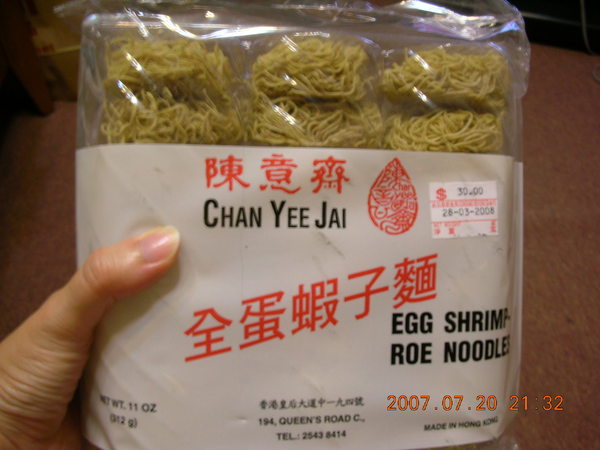 陳意齋
CHAN YEE JAI
$ 30.00
28-03-2008
全蛋蝦子麵
EGG SHRIMP-
ROE NOODLES
NET WT. 11 OZ
(312 g)
香港皇后大道中一九四號
194, QUEEN'S ROAD C.,
TEL.: 2543 8414
MADE IN HONG KONG
2007.07.20 21:32